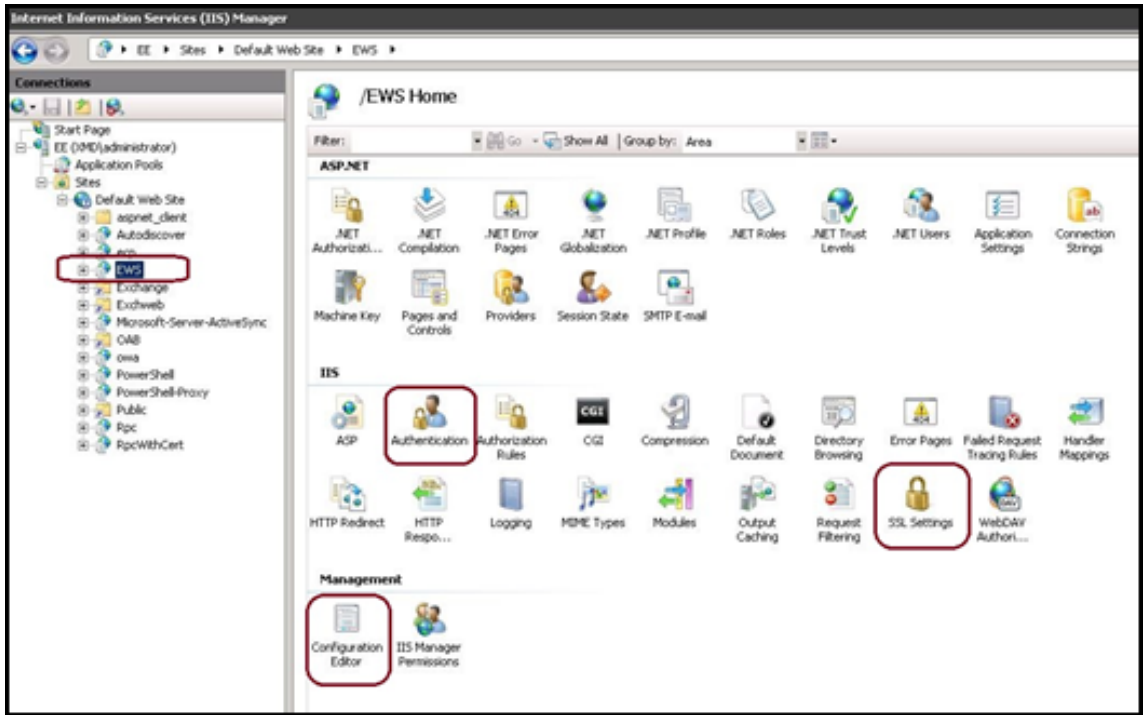 Internet Information Services (IIS) Manager
EE Sites Default Web Site EWS
Connections
Start Page
EE (XMD\administrator)
Application Pools
Sites
Default Web Site
aspnet_client
Autodiscover
ecp
EWS
Exchange
Exchweb
Microsoft-Server-ActiveSync
OAB
owa
PowerShell
PowerShell-Proxy
Public
Rpc
RpcWithCert
/EWS Home
Filter: Go Show All Group by: Area
ASP.NET
.NET Authorizati...
.NET Compilation
.NET Error Pages
.NET Globalization
.NET Profile
.NET Roles
.NET Trust Levels
.NET Users
Application Settings
Connection Strings
Machine Key
Pages and Controls
Providers
Session State
SMTP E-mail
IIS
ASP
Authentication
Authorization Rules
CGI
Compression
Default Document
Directory Browsing
Error Pages
Failed Request Tracing Rules
Handler Mappings
HTTP Redirect
HTTP Respo...
Logging
MIME Types
Modules
Output Caching
Request Filtering
SSL Settings
WebDAV Authori...
Management
Configuration Editor
IIS Manager Permissions